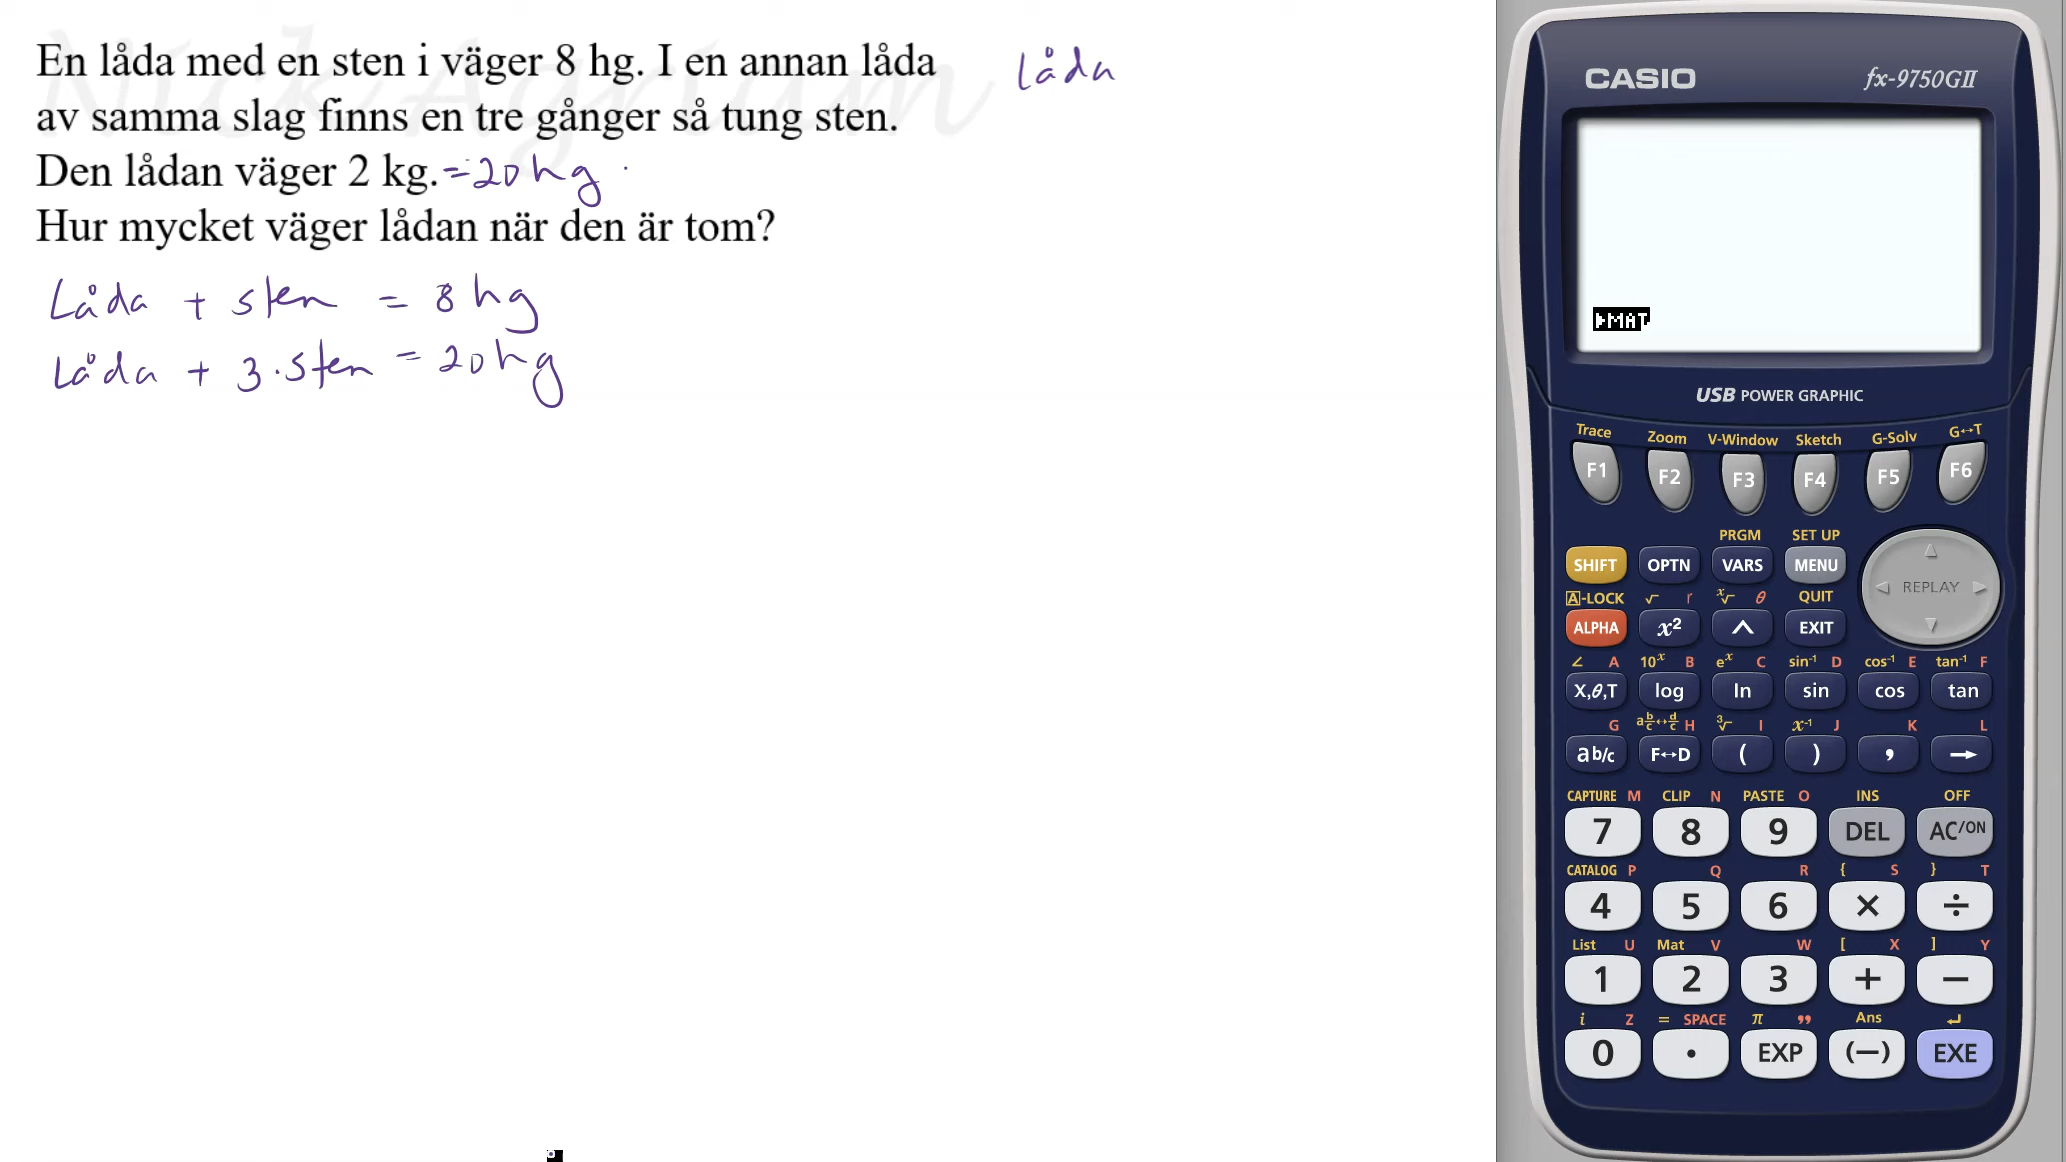 En låda med en sten i väger 8 hg. I en annan låda
av samma slag finns en tre gånger så tung sten.
Den lådan väger 2 kg. = 20 hg
Hur mycket väger lådan när den är tom?
Låda
Låda + sten = 8 hg
Låda + 3 · sten = 20 hg
Nick Agnum
CASIO fx-9750GII
▶MAT
USB POWER GRAPHIC
Trace Zoom V-Window Sketch G-Solv G↔T
F1 F2 F3 F4 F5 F6
PRGM SET UP
SHIFT OPTN VARS MENU
REPLAY
A-LOCK √ r ˣ√ θ QUIT
ALPHA x² ^ EXIT
∠ A 10ˣ B eˣ C sin⁻¹ D cos⁻¹ E tan⁻¹ F
X,θ,T log ln sin cos tan
G a b/c↔d/c H ³√ I x⁻¹ J K L
a b/c F↔D ( ) , →
CAPTURE M CLIP N PASTE O INS OFF
7 8 9 DEL AC/ON
CATALOG P Q R { S } T
4 5 6 × ÷
List U Mat V W [ X ] Y
1 2 3 + −
i Z = SPACE π ” Ans ↵
0 . EXP (−) EXE